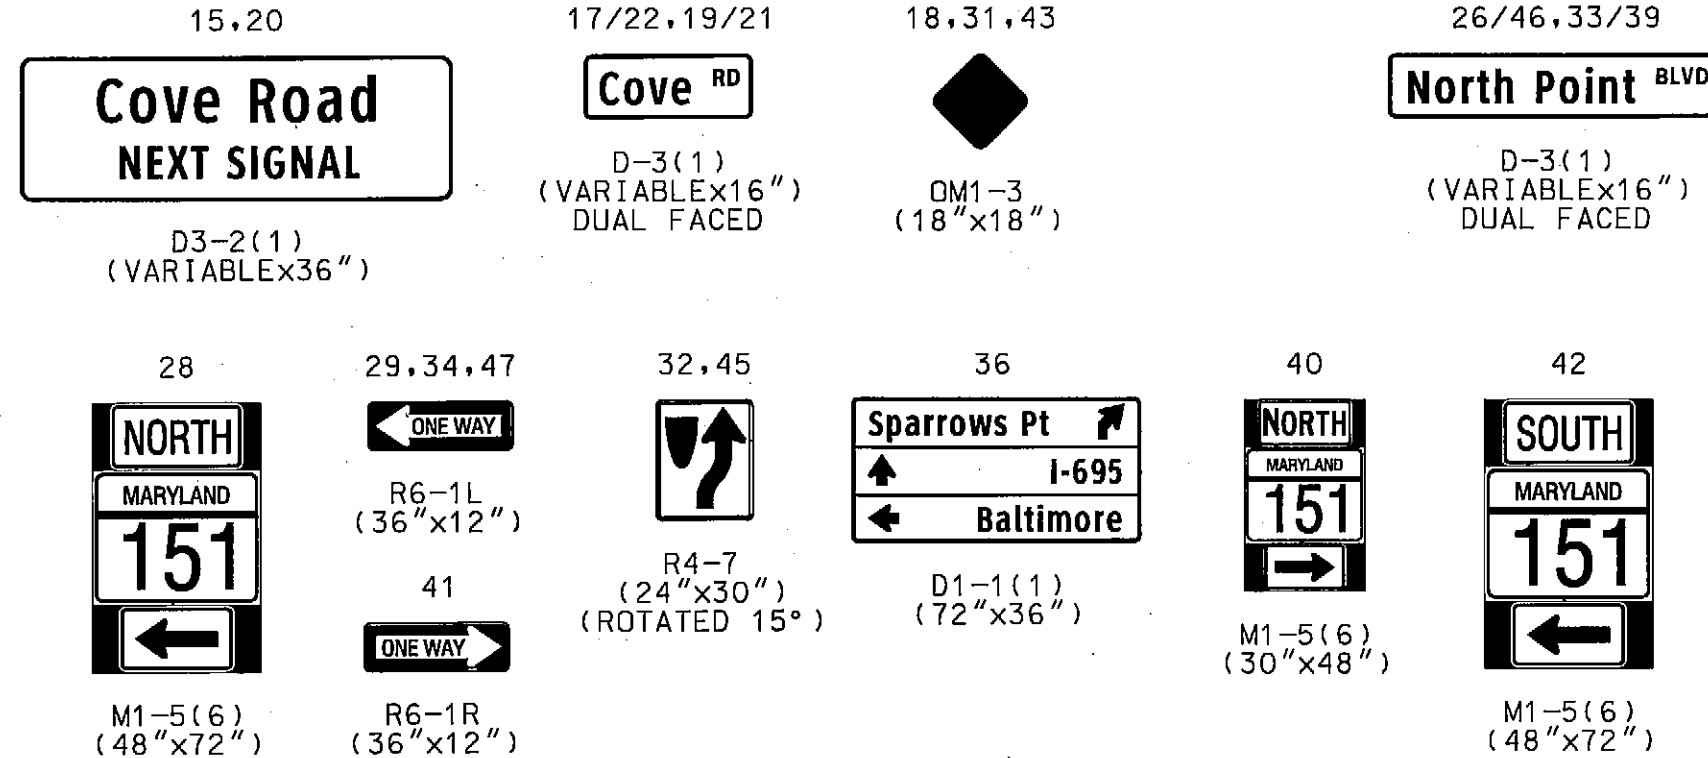 15,20
Cove Road
NEXT SIGNAL
D3-2(1)
(VARIABLEx36")
17/22,19/21
Cove RD
D-3(1)
(VARIABLEx16")
DUAL FACED
18,31,43
OM1-3
(18"x18")
26/46,33/39
North Point BLVD
D-3(1)
(VARIABLEx16")
DUAL FACED
28
NORTH
MARYLAND
151
M1-5(6)
(48"x72")
29,34,47
ONE WAY
R6-1L
(36"x12")
41
ONE WAY
R6-1R
(36"x12")
32,45
R4-7
(24"x30")
(ROTATED 15°)
36
Sparrows Pt
I-695
Baltimore
D1-1(1)
(72"x36")
40
NORTH
MARYLAND
151
M1-5(6)
(30"x48")
42
SOUTH
MARYLAND
151
M1-5(6)
(48"x72")